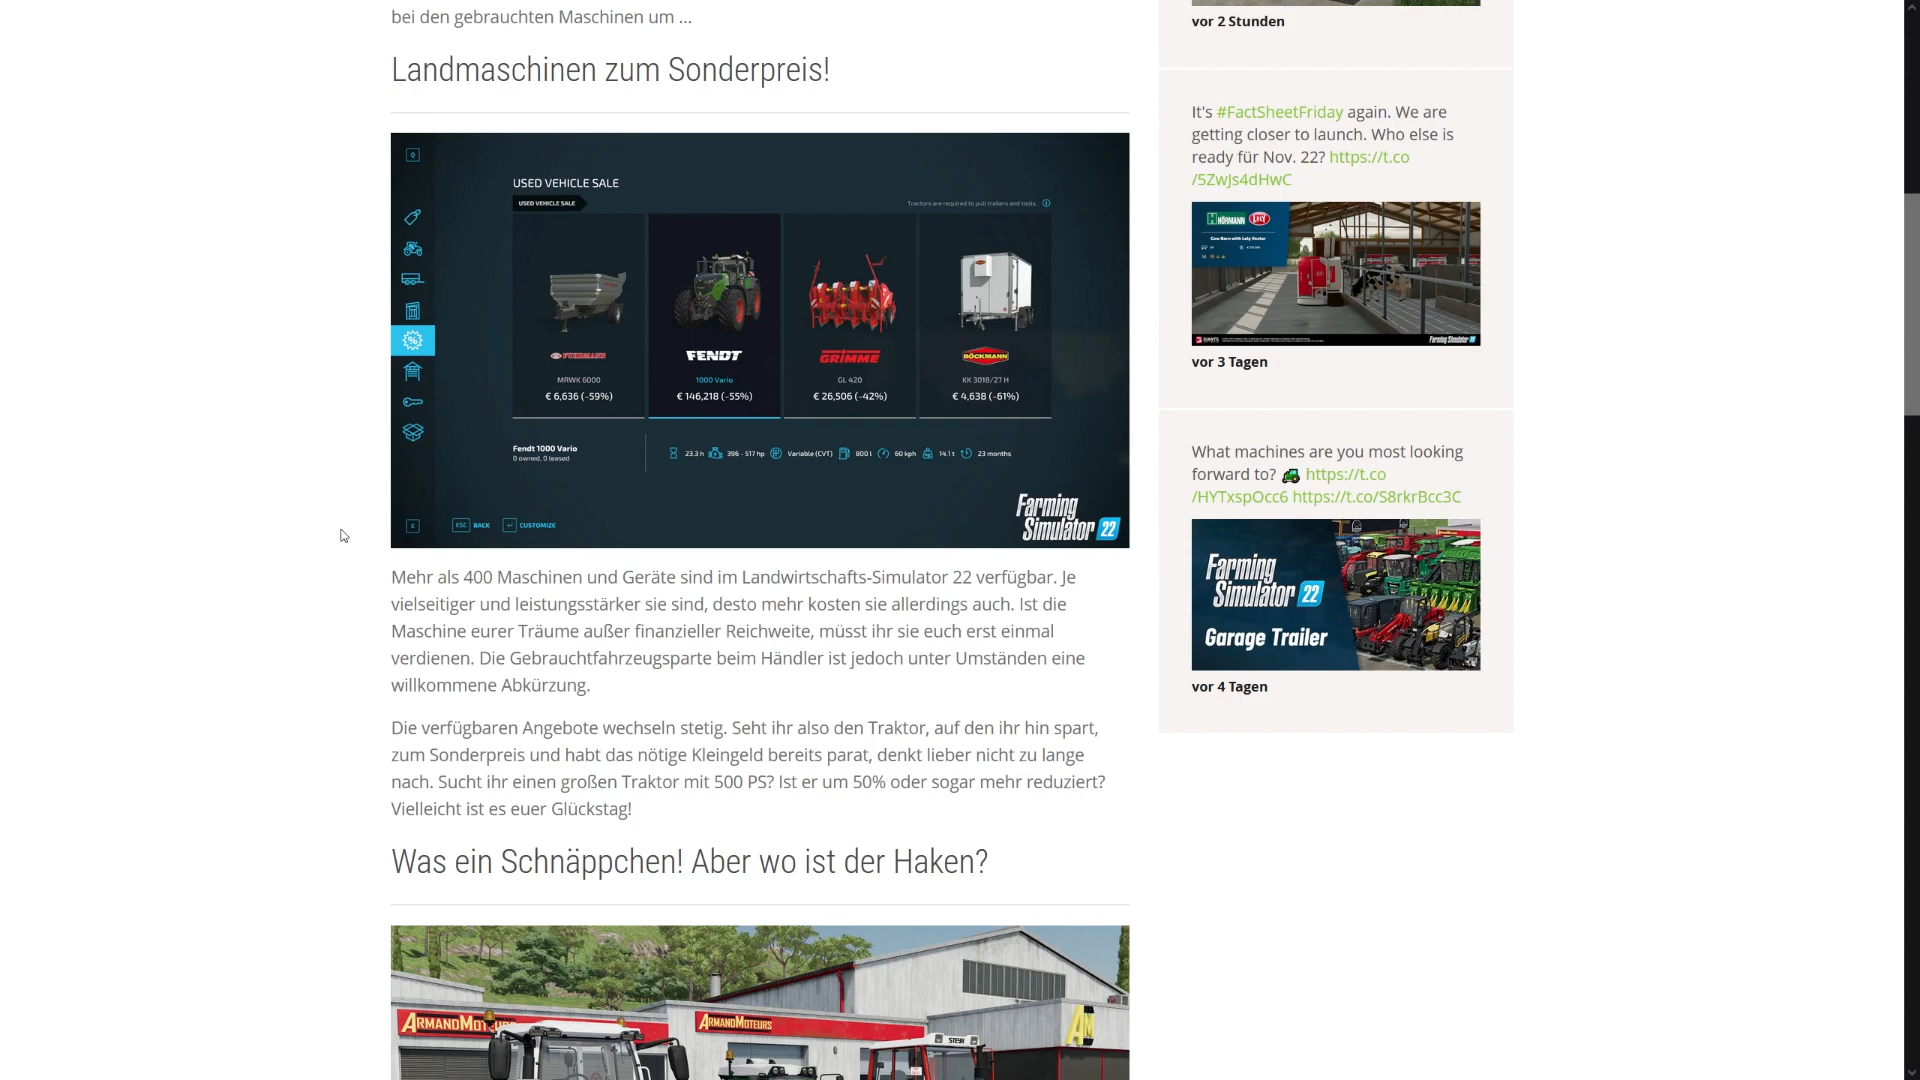 bei den gebrauchten Maschinen um ...
Landmaschinen zum Sonderpreis!
Q
USED VEHICLE SALE
USED VEHICLE SALE
Tractors are required to pull trailers and tools.
MRWK 6000
€ 6,636 (-59%)
FENDT
1000 Vario
€ 146,218 (-55%)
GRIMME
GL 420
€ 26,506 (-42%)
BÖCKMANN
KK 3018/27 H
€ 4,638 (-61%)
Fendt 1000 Vario
0 owned, 0 leased
23.3 h
396 - 517 hp
Variable (CVT)
800 l
60 kph
14.1 t
23 months
E
ESC BACK
CUSTOMIZE
Farming
Simulator 22
Mehr als 400 Maschinen und Geräte sind im Landwirtschafts-Simulator 22 verfügbar. Je
vielseitiger und leistungsstärker sie sind, desto mehr kosten sie allerdings auch. Ist die
Maschine eurer Träume außer finanzieller Reichweite, müsst ihr sie euch erst einmal
verdienen. Die Gebrauchtfahrzeugsparte beim Händler ist jedoch unter Umständen eine
willkommene Abkürzung.
Die verfügbaren Angebote wechseln stetig. Seht ihr also den Traktor, auf den ihr hin spart,
zum Sonderpreis und habt das nötige Kleingeld bereits parat, denkt lieber nicht zu lange
nach. Sucht ihr einen großen Traktor mit 500 PS? Ist er um 50% oder sogar mehr reduziert?
Vielleicht ist es euer Glückstag!
Was ein Schnäppchen! Aber wo ist der Haken?
ARMANDMOTEURS
ARMANDMOTEURS
AM
STEYR
vor 2 Stunden
It's #FactSheetFriday again. We are
getting closer to launch. Who else is
ready für Nov. 22? https://t.co
/5ZwJs4dHwC
HÖRMANN
LELY
Cow Barn with Lely Vector
GIANTS
Farming Simulator 22
vor 3 Tagen
What machines are you most looking
forward to? 🚜 https://t.co
/HYTxspOcc6 https://t.co/S8rkrBcc3C
Farming
Simulator 22
Garage Trailer
vor 4 Tagen